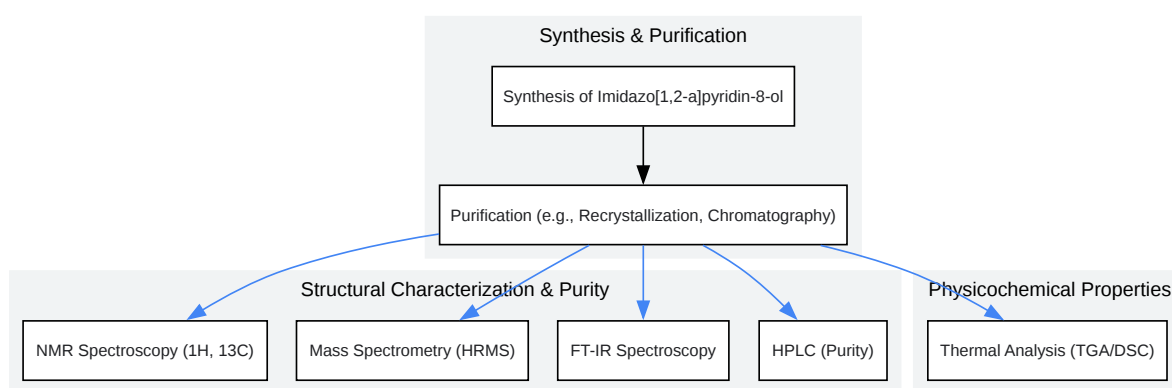 Synthesis & Purification
Synthesis of Imidazo[1,2-a]pyridin-8-ol
Purification (e.g., Recrystallization, Chromatography)
Structural Characterization & Purity
Physicochemical Properties
NMR Spectroscopy (1H, 13C)
Mass Spectrometry (HRMS)
FT-IR Spectroscopy
HPLC (Purity)
Thermal Analysis (TGA/DSC)